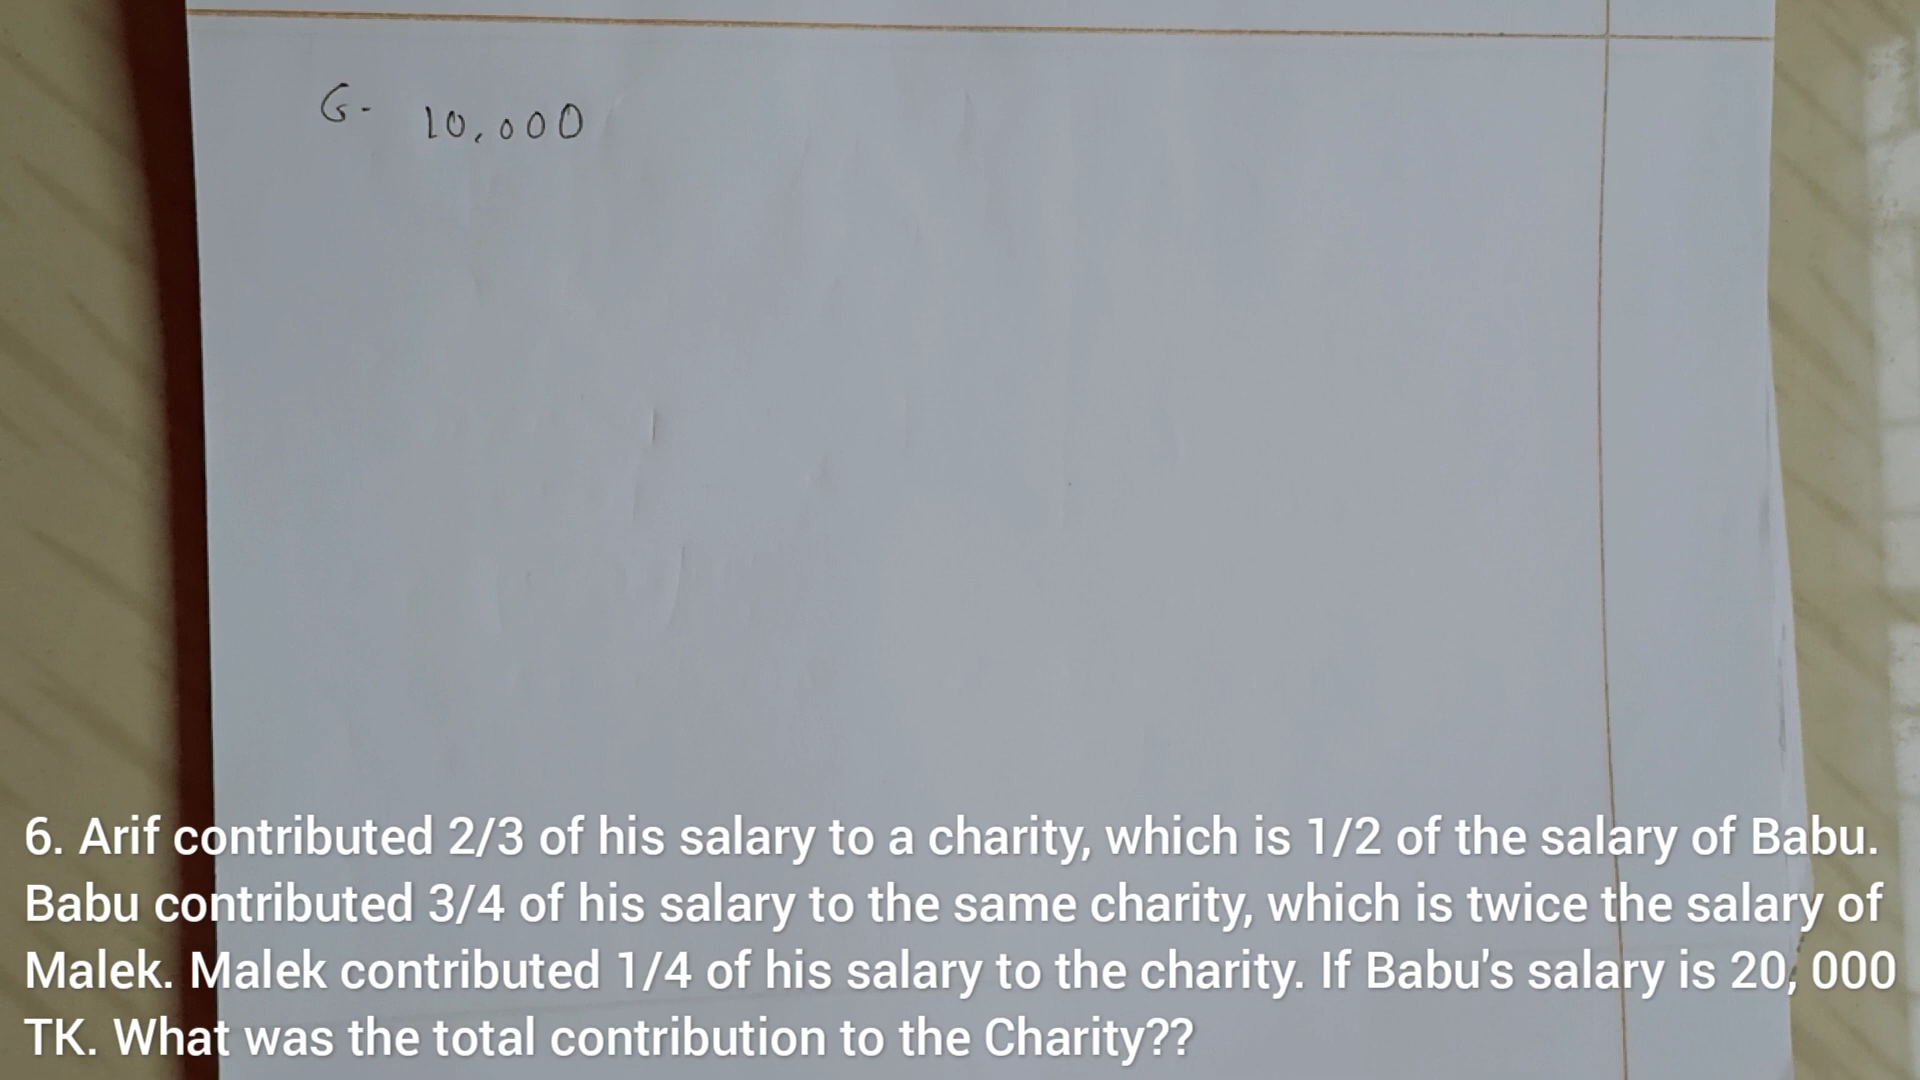 6- 10,000
6. Arif contributed 2/3 of his salary to a charity, which is 1/2 of the salary of Babu.
Babu contributed 3/4 of his salary to the same charity, which is twice the salary of
Malek. Malek contributed 1/4 of his salary to the charity. If Babu's salary is 20, 000
TK. What was the total contribution to the Charity??